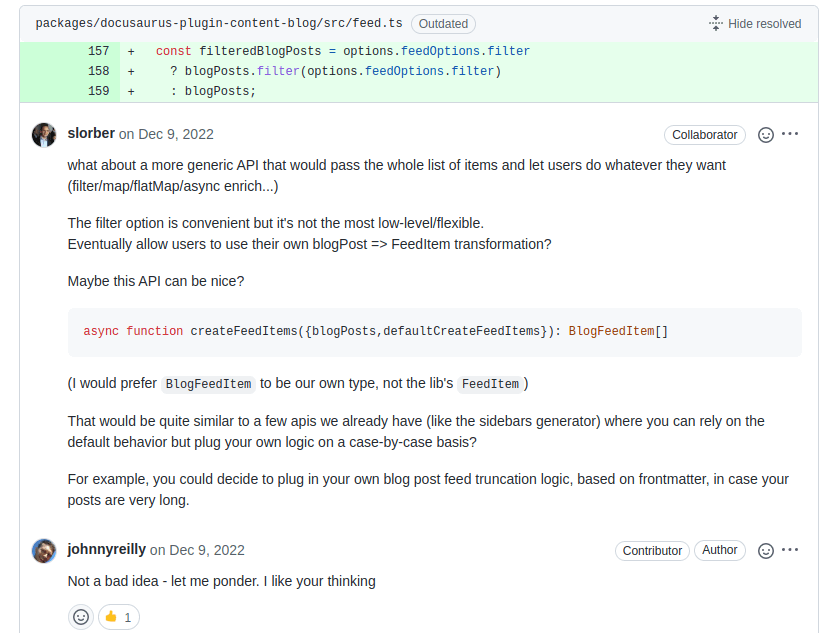 packages/docusaurus-plugin-content-blog/src/feed.ts Outdated Hide resolved
157 + const filteredBlogPosts = options.feedOptions.filter
158 + ? blogPosts.filter(options.feedOptions.filter)
159 + : blogPosts;
slorber on Dec 9, 2022 Collaborator
what about a more generic API that would pass the whole list of items and let users do whatever they want
(filter/map/flatMap/async enrich...)
The filter option is convenient but it's not the most low-level/flexible.
Eventually allow users to use their own blogPost => FeedItem transformation?
Maybe this API can be nice?
async function createFeedItems({blogPosts,defaultCreateFeedItems}): BlogFeedItem[]
(I would prefer BlogFeedItem to be our own type, not the lib's FeedItem )
That would be quite similar to a few apis we already have (like the sidebars generator) where you can rely on the
default behavior but plug your own logic on a case-by-case basis?
For example, you could decide to plug in your own blog post feed truncation logic, based on frontmatter, in case your
posts are very long.
johnnyreilly on Dec 9, 2022 Contributor Author
Not a bad idea - let me ponder. I like your thinking
1